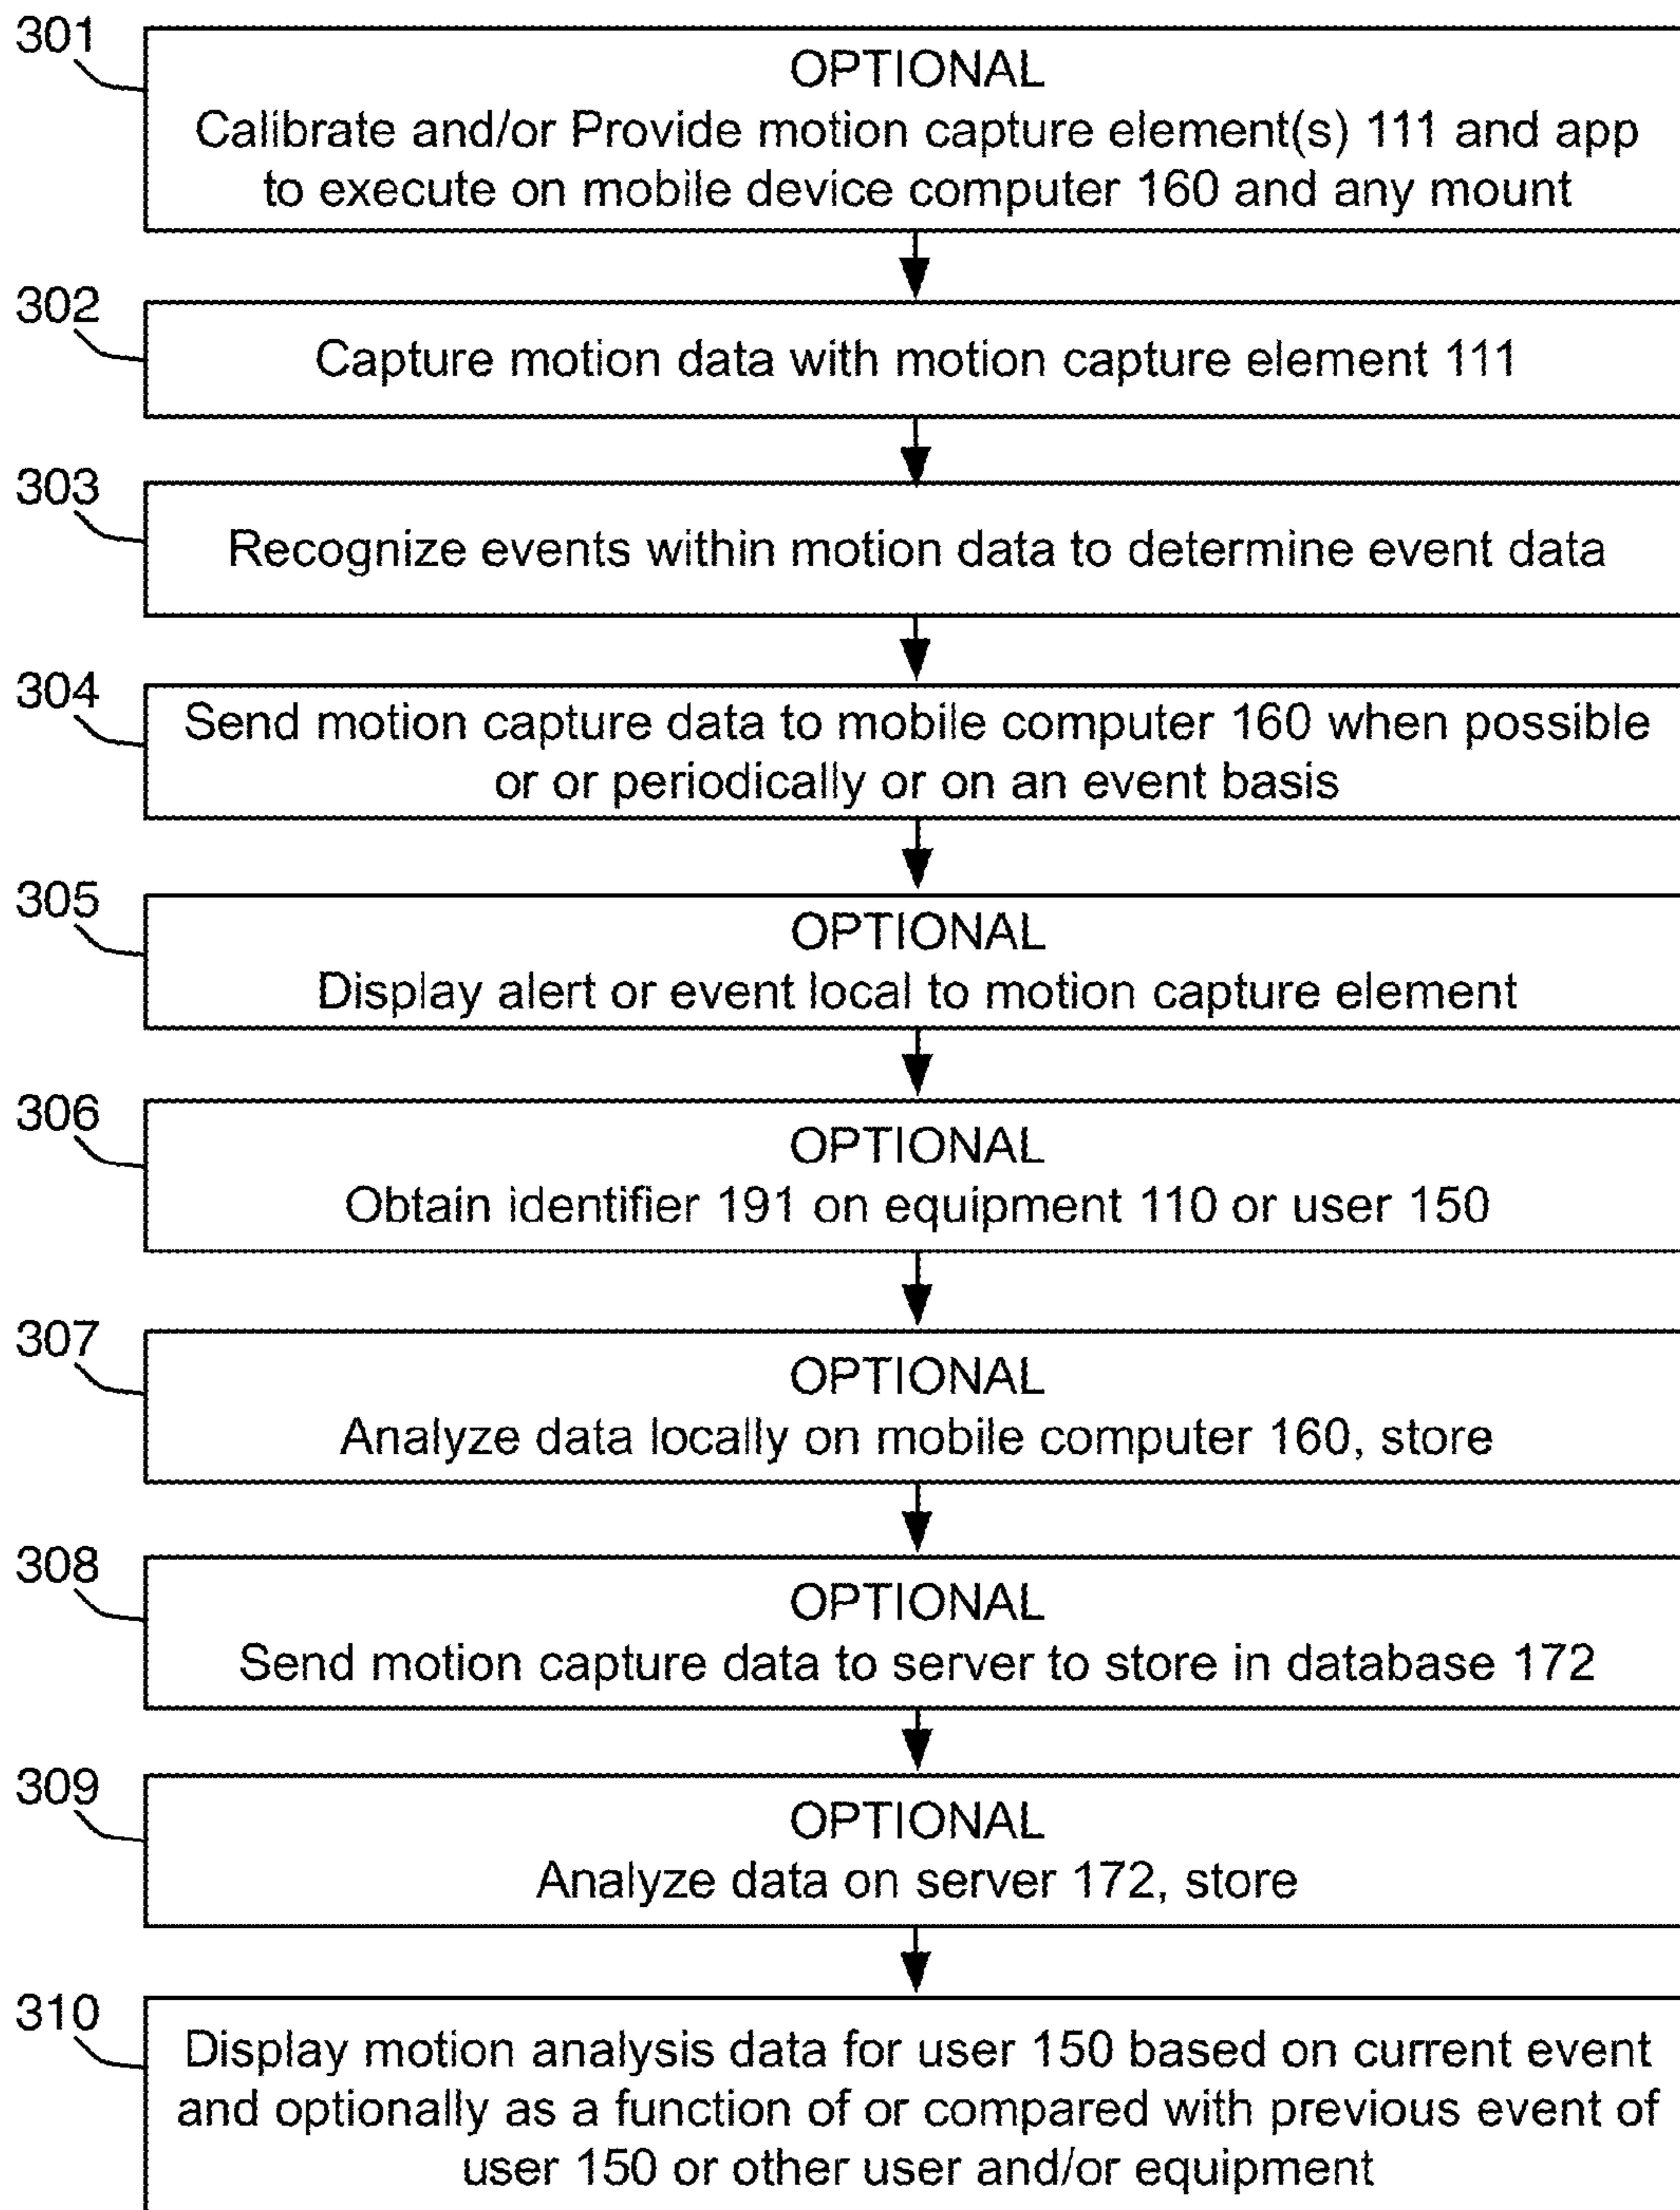 301
OPTIONAL
Calibrate and/or Provide motion capture element(s) 111 and app
to execute on mobile device computer 160 and any mount
302
Capture motion data with motion capture element 111
303
Recognize events within motion data to determine event data
304
Send motion capture data to mobile computer 160 when possible
or or periodically or on an event basis
305
OPTIONAL
Display alert or event local to motion capture element
306
OPTIONAL
Obtain identifier 191 on equipment 110 or user 150
307
OPTIONAL
Analyze data locally on mobile computer 160, store
308
OPTIONAL
Send motion capture data to server to store in database 172
309
OPTIONAL
Analyze data on server 172, store
310
Display motion analysis data for user 150 based on current event
and optionally as a function of or compared with previous event of
user 150 or other user and/or equipment